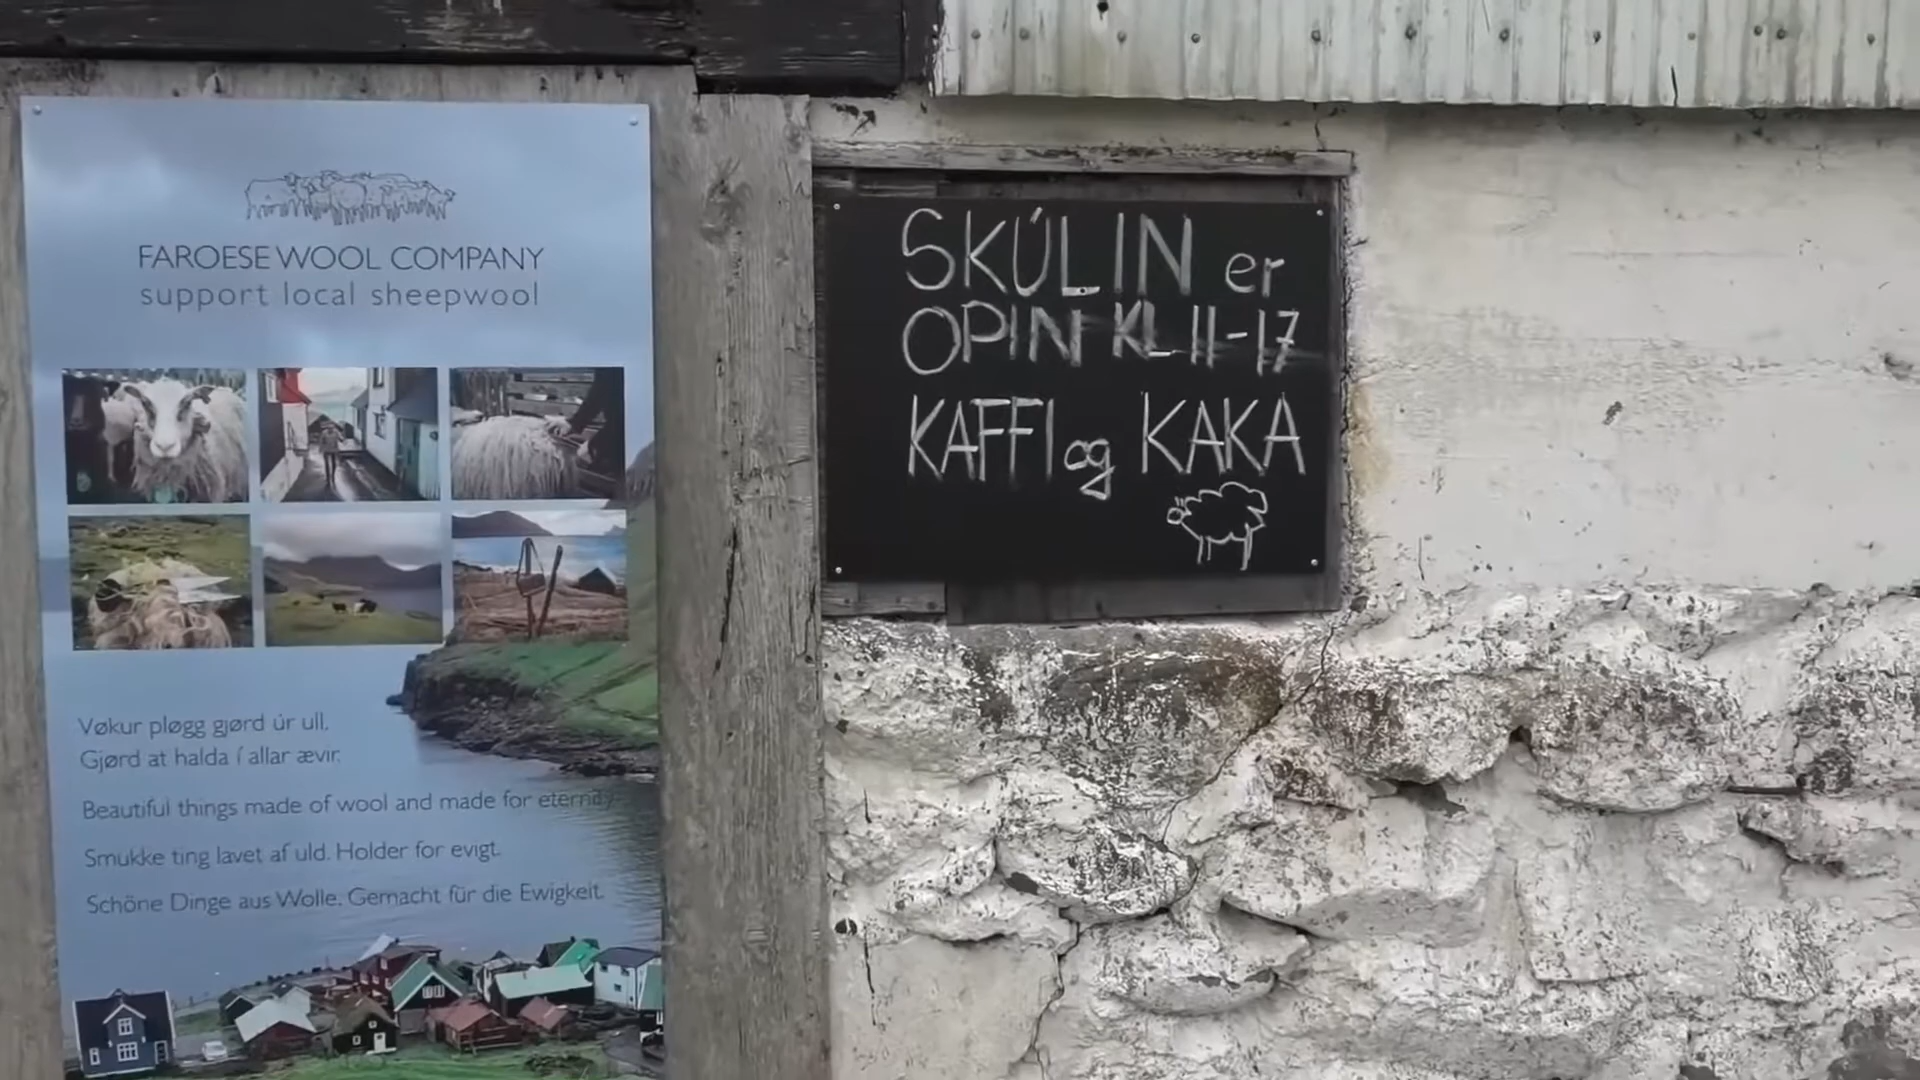 FAROESE WOOL COMPANY
support local sheepwool
Vøkur pløgg gjørd úr ull.
Gjørd at halda í allar ævir.
Beautiful things made of wool and made for eternity
Smukke ting lavet af uld. Holder for evigt.
Schöne Dinge aus Wolle. Gemacht für die Ewigkeit.
SKÚLIN er
OPIN KL 11-17
KAFFI og KAKA